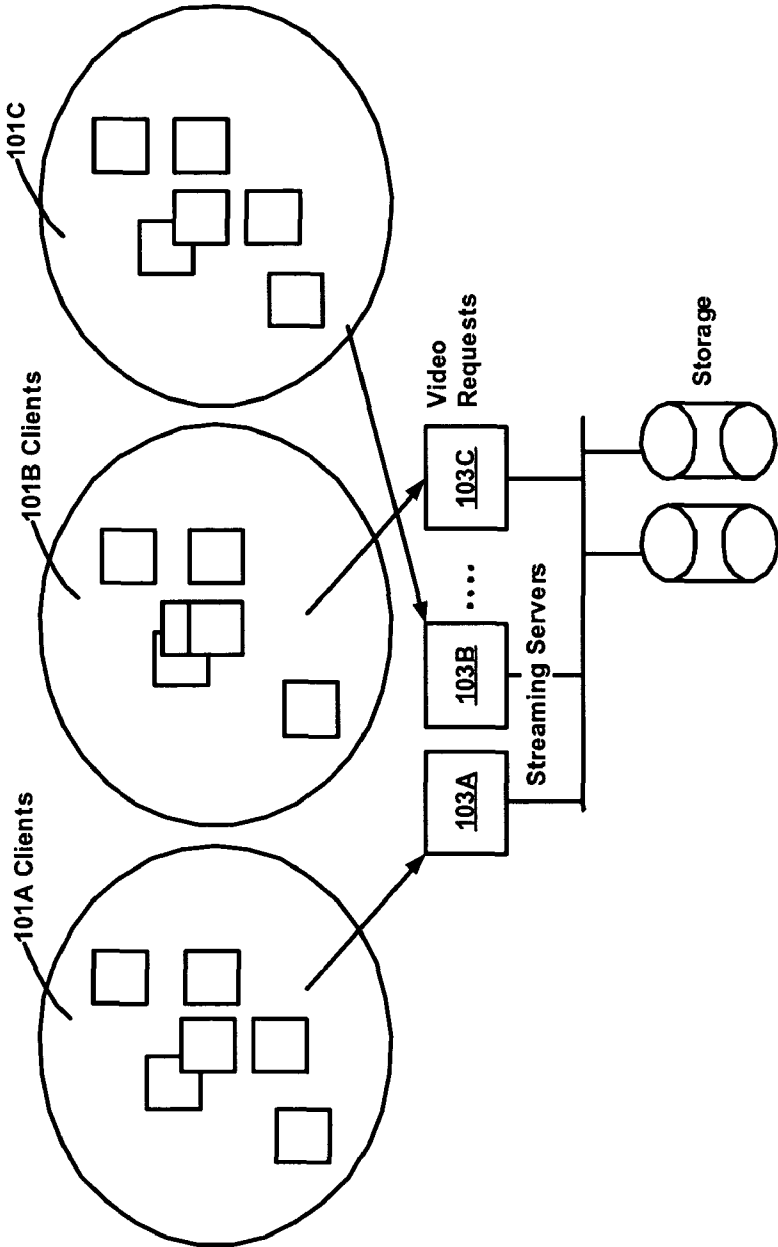 101A Clients
101B Clients
101C
Video
Requests
103A
103B
....
103C
Streaming Servers
Storage